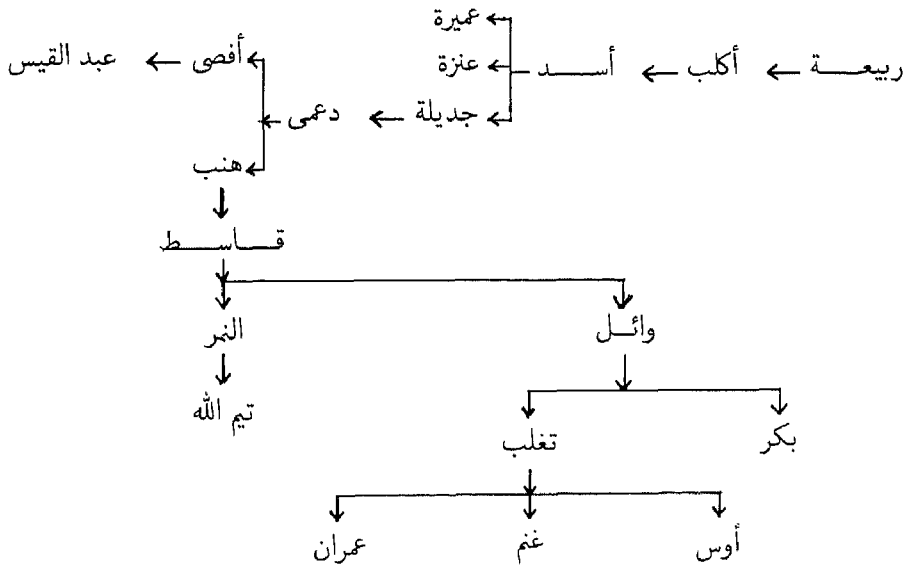 عميرة
ربيعة أكلب أسد عنزة أفصى عبد القيس
جديلة دعمى
هنب
قاسط
وائل النمر
تيم الله
بكر تغلب
أوس غنم عمران